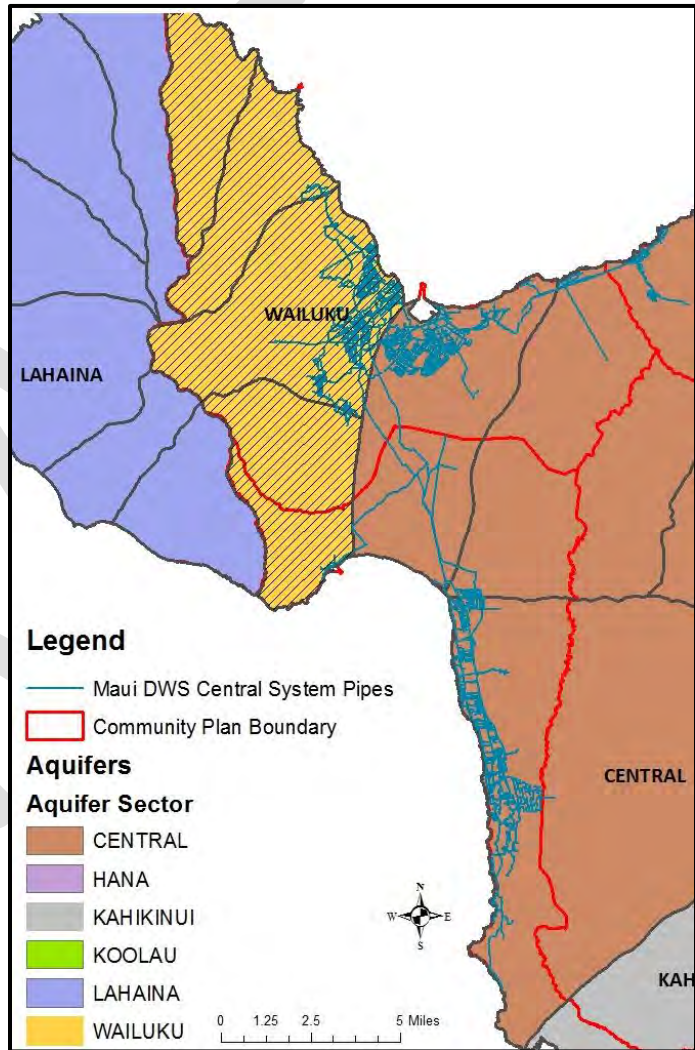 WAILUKU
LAHAINA
CENTRAL
KAH
Legend
Maui DWS Central System Pipes
Community Plan Boundary
Aquifers
Aquifer Sector
CENTRAL
HANA
KAHIKINUI
KOOLAU
LAHAINA
WAILUKU
N
W E
S
0 1.25 2.5 5 Miles